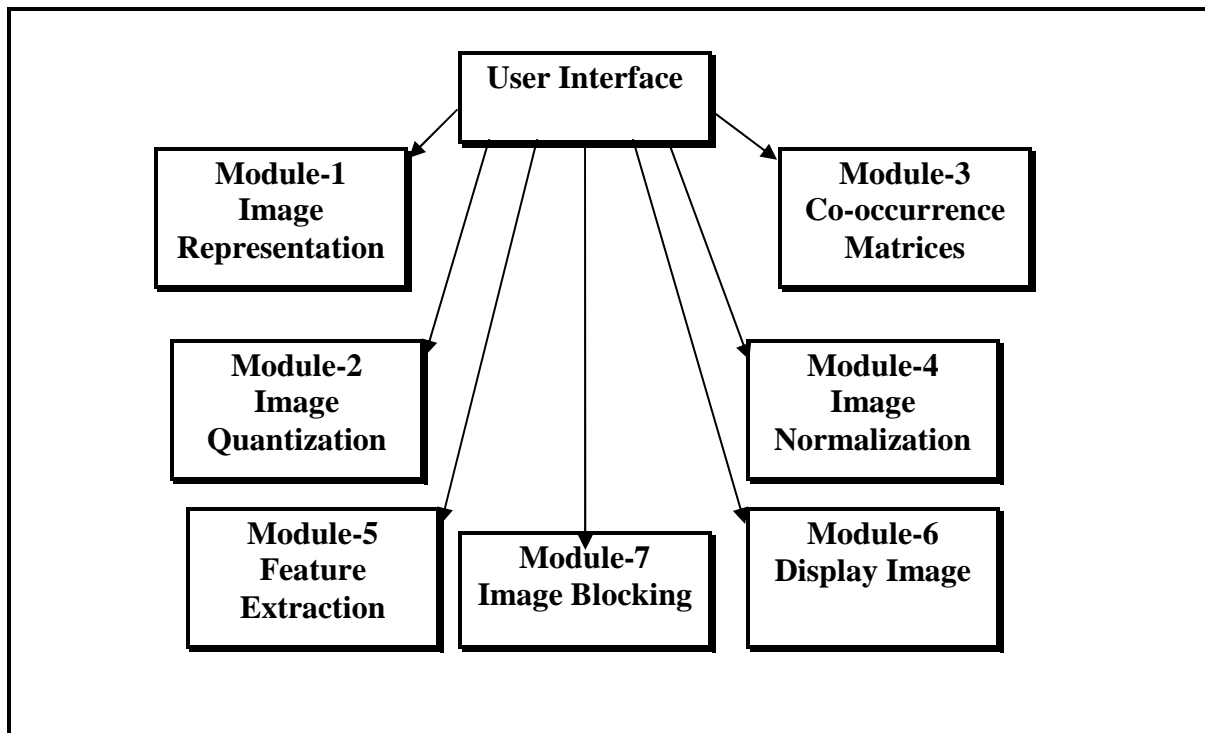 User Interface
Module-1
Image
Representation
Module-3
Co-occurrence
Matrices
Module-2
Image
Quantization
Module-4
Image
Normalization
Module-5
Feature
Extraction
Module-7
Image Blocking
Module-6
Display Image